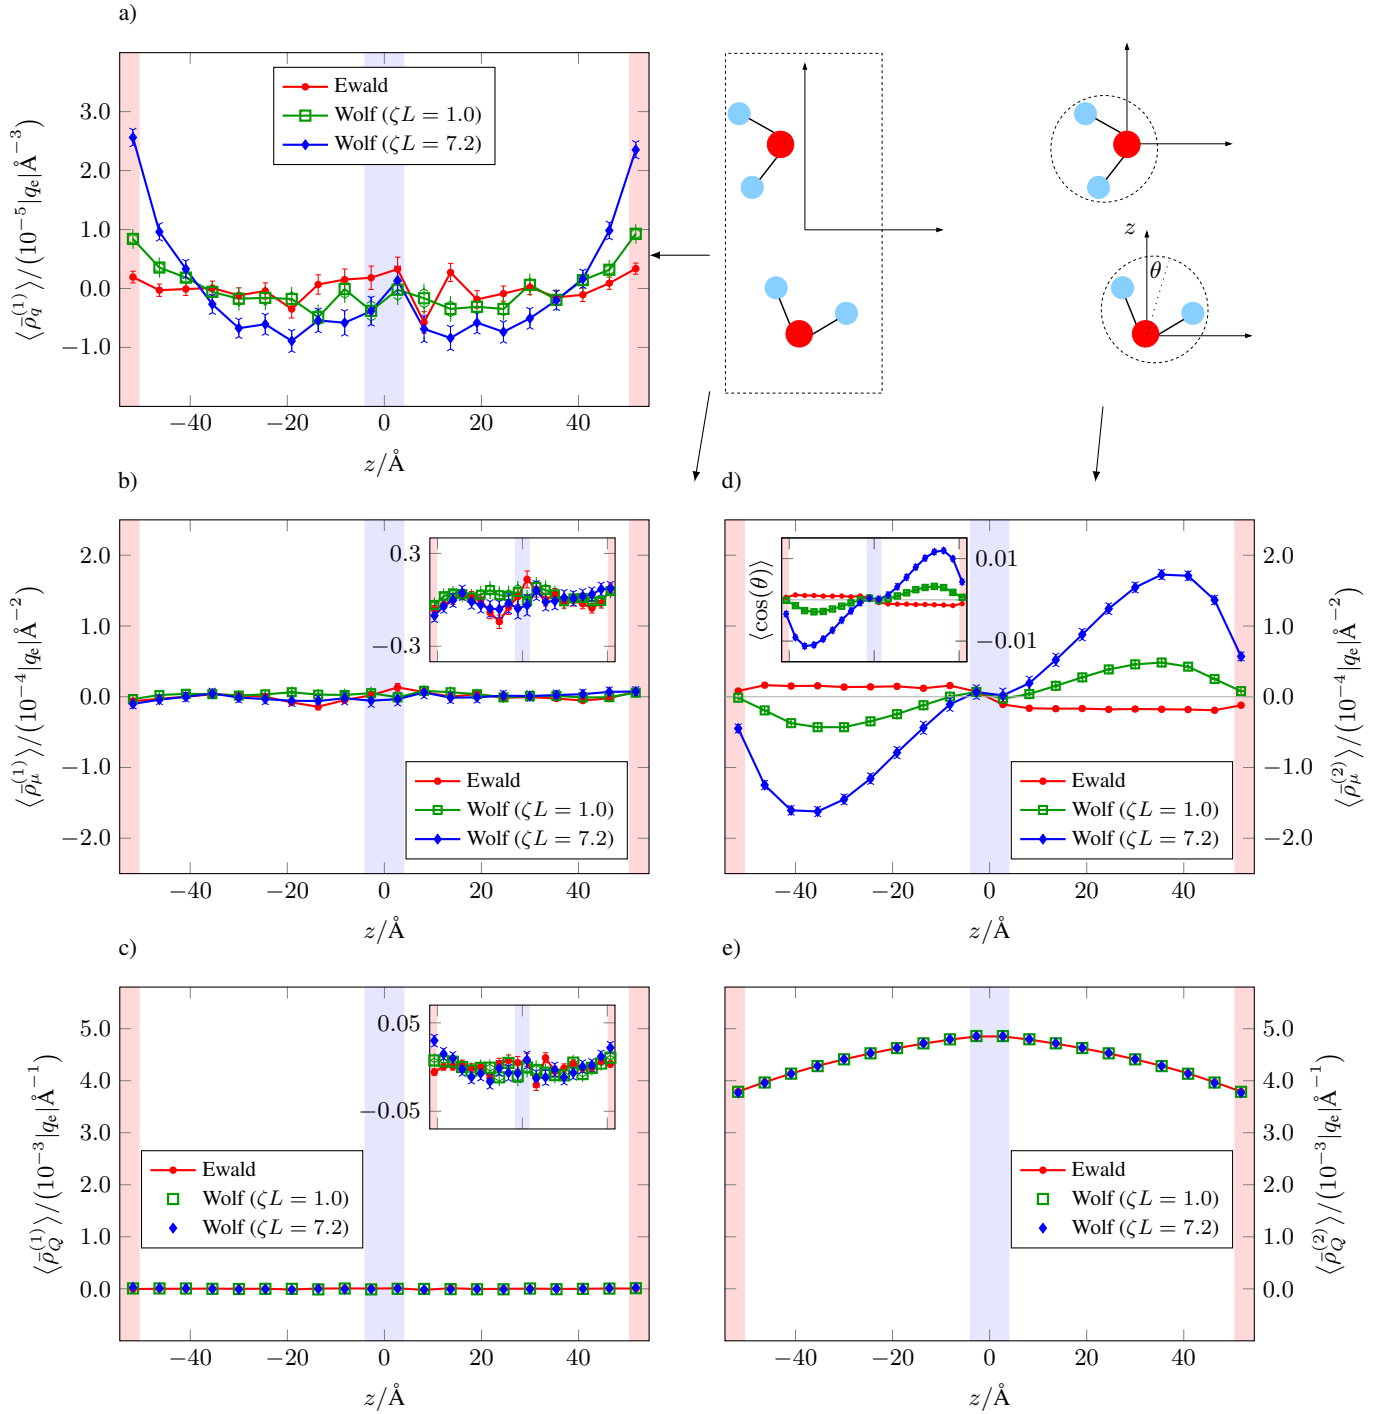 a)
⟨ρ̄_q^(1)⟩/(10^−5|q_e|Å^−3)
3.0
2.0
1.0
0.0
−1.0
Ewald
Wolf (ζL = 1.0)
Wolf (ζL = 7.2)
−40 −20 0 20 40
z/Å
z
θ
b)
⟨ρ̄_μ^(1)⟩/(10^−4|q_e|Å^−2)
2.0
1.0
0.0
−1.0
−2.0
0.3
−0.3
Ewald
Wolf (ζL = 1.0)
Wolf (ζL = 7.2)
−40 −20 0 20 40
z/Å
d)
⟨cos(θ)⟩
0.01
−0.01
2.0
1.0
0.0
−1.0
−2.0
⟨ρ̄_μ^(2)⟩/(10^−4|q_e|Å^−2)
Ewald
Wolf (ζL = 1.0)
Wolf (ζL = 7.2)
−40 −20 0 20 40
z/Å
c)
⟨ρ̄_Q^(1)⟩/(10^−3|q_e|Å^−1)
5.0
4.0
3.0
2.0
1.0
0.0
0.05
−0.05
Ewald
Wolf (ζL = 1.0)
Wolf (ζL = 7.2)
−40 −20 0 20 40
z/Å
e)
5.0
4.0
3.0
2.0
1.0
0.0
⟨ρ̄_Q^(2)⟩/(10^−3|q_e|Å^−1)
Ewald
Wolf (ζL = 1.0)
Wolf (ζL = 7.2)
−40 −20 0 20 40
z/Å